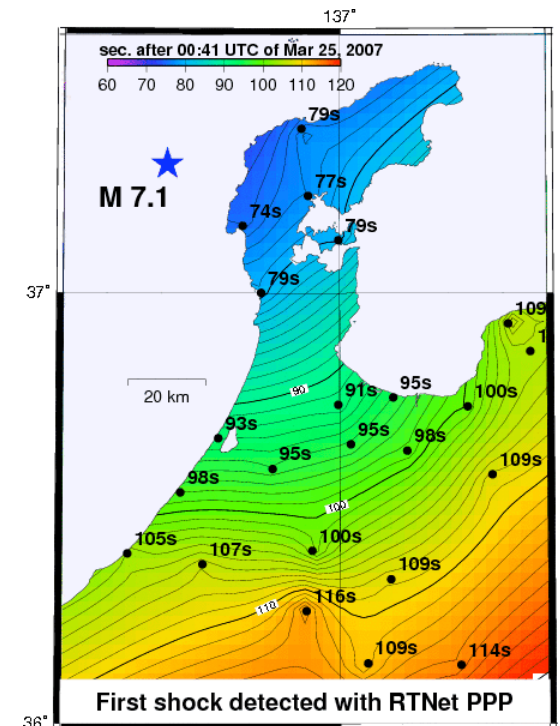 137°
sec. after 00:41 UTC of Mar 25, 2007
60 70 80 90 100 110 120
79s
M 7.1
77s
74s
79s
79s
37°
109
1
20 km
90
91s
95s
100s
93s
95s
98s
95s
109s
98s
100
105s
107s
100s
109s
110
116s
109s
114s
First shock detected with RTNet PPP
36°